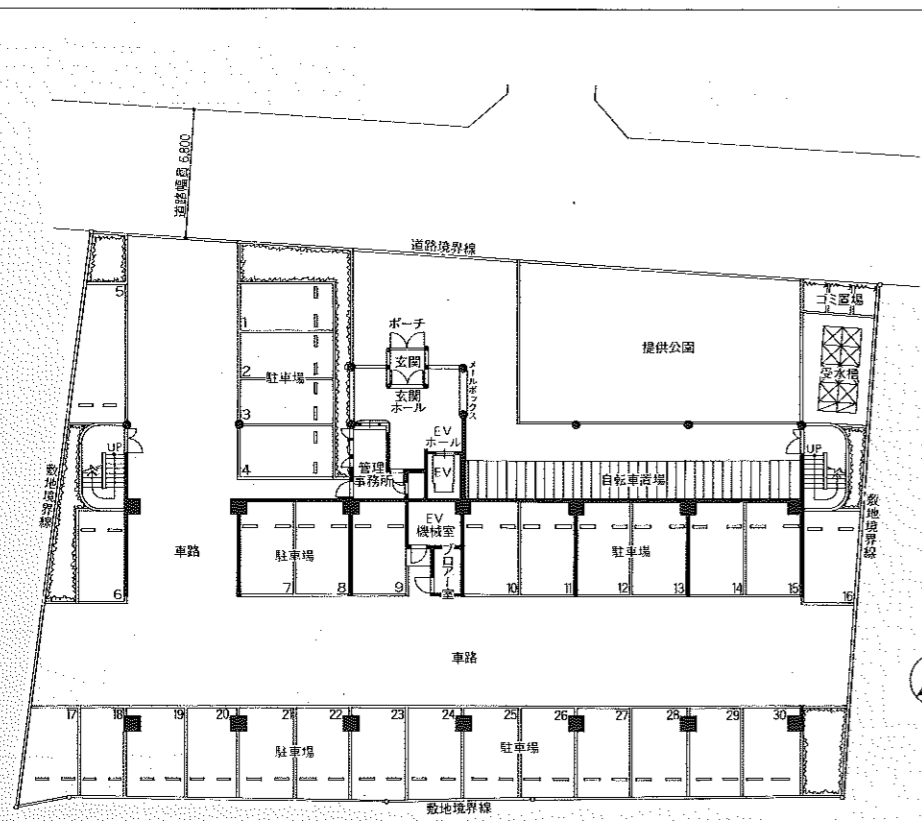 道路幅員 6,800
道路境界線
5
ゴミ置場
1
ポーチ
提供公園
玄関
メールボックス
受水槽
2
駐車場
玄関
ホール
3
EV
ホール
UP
4
管理
事務所
EV
UP
自転車置場
敷地境界線
敷地境界線
EV
機械室
車路
駐車場
ブロアー室
駐車場
6
7
8
9
10
11
12
13
14
15
16
車路
17
18
19
20
21
22
23
24
25
26
27
28
29
30
駐車場
駐車場
敷地境界線